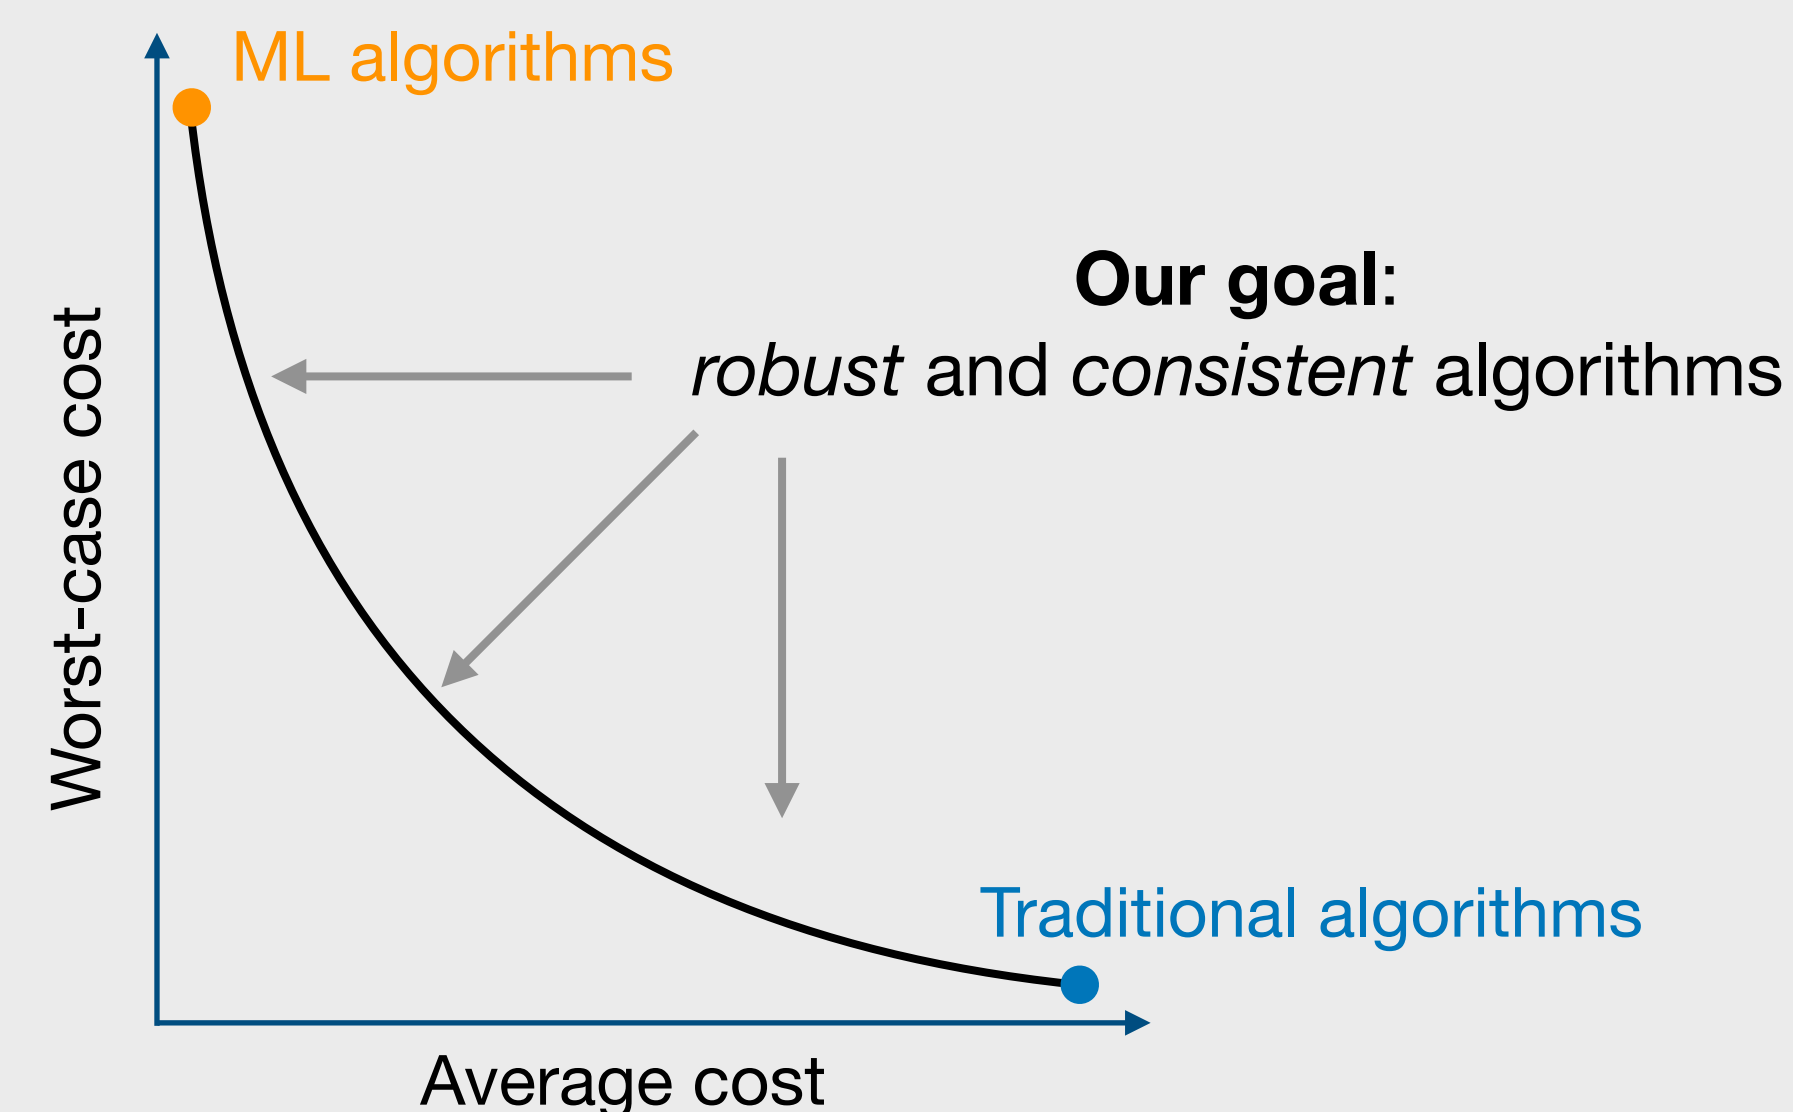 ML algorithms
Our goal:
robust and consistent algorithms
Worst-case cost
Traditional algorithms
Average cost